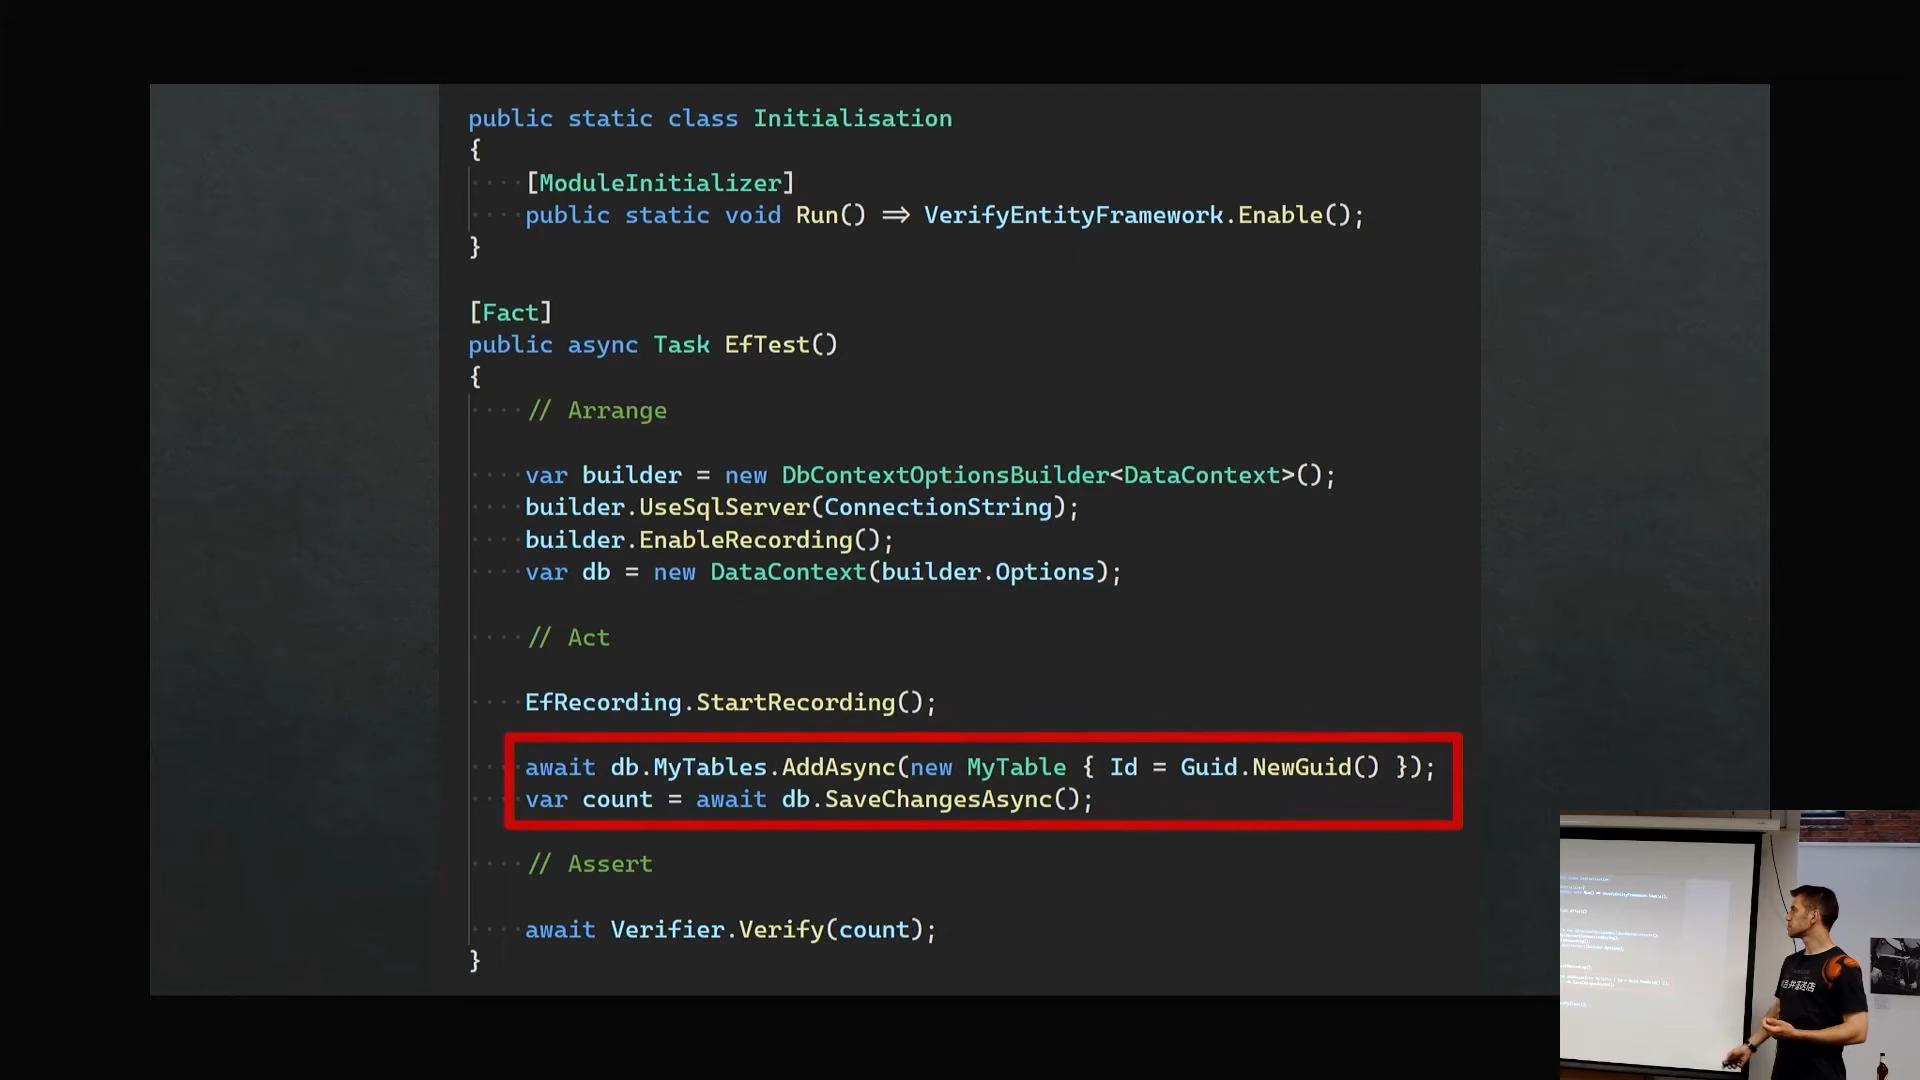 public static class Initialisation
{
[ModuleInitializer]
public static void Run() => VerifyEntityFramework.Enable();
}
[Fact]
public async Task EfTest()
{
// Arrange
var builder = new DbContextOptionsBuilder<DataContext>();
builder.UseSqlServer(ConnectionString);
builder.EnableRecording();
var db = new DataContext(builder.Options);
// Act
EfRecording.StartRecording();
await db.MyTables.AddAsync(new MyTable { Id = Guid.NewGuid() });
var count = await db.SaveChangesAsync();
// Assert
await Verifier.Verify(count);
}